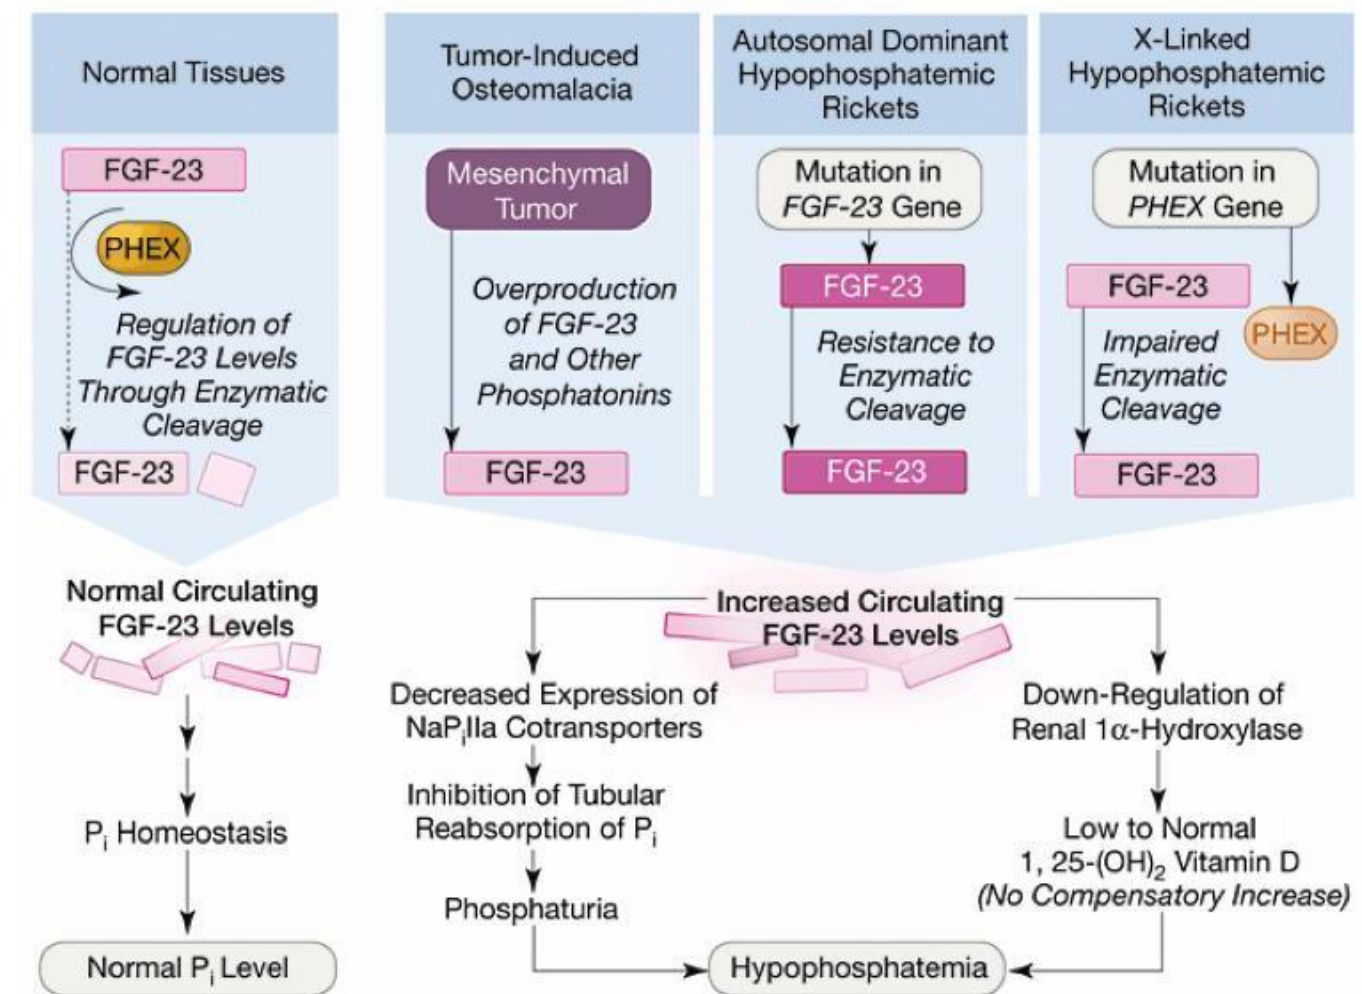 Normal Tissues
FGF-23
PHEX
Regulation of
FGF-23 Levels
Through Enzymatic
Cleavage
FGF-23
Normal Circulating
FGF-23 Levels
Pi Homeostasis
Normal Pi Level
Tumor-Induced
Osteomalacia
Mesenchymal
Tumor
Overproduction
of FGF-23
and Other
Phosphatonins
FGF-23
Autosomal Dominant
Hypophosphatemic
Rickets
Mutation in
FGF-23 Gene
FGF-23
Resistance to
Enzymatic
Cleavage
FGF-23
X-Linked
Hypophosphatemic
Rickets
Mutation in
PHEX Gene
FGF-23
PHEX
Impaired
Enzymatic
Cleavage
FGF-23
Increased Circulating
FGF-23 Levels
Decreased Expression of
NaPiIIa Cotransporters
Inhibition of Tubular
Reabsorption of Pi
Phosphaturia
Down-Regulation of
Renal 1α-Hydroxylase
Low to Normal
1, 25-(OH)2 Vitamin D
(No Compensatory Increase)
Hypophosphatemia